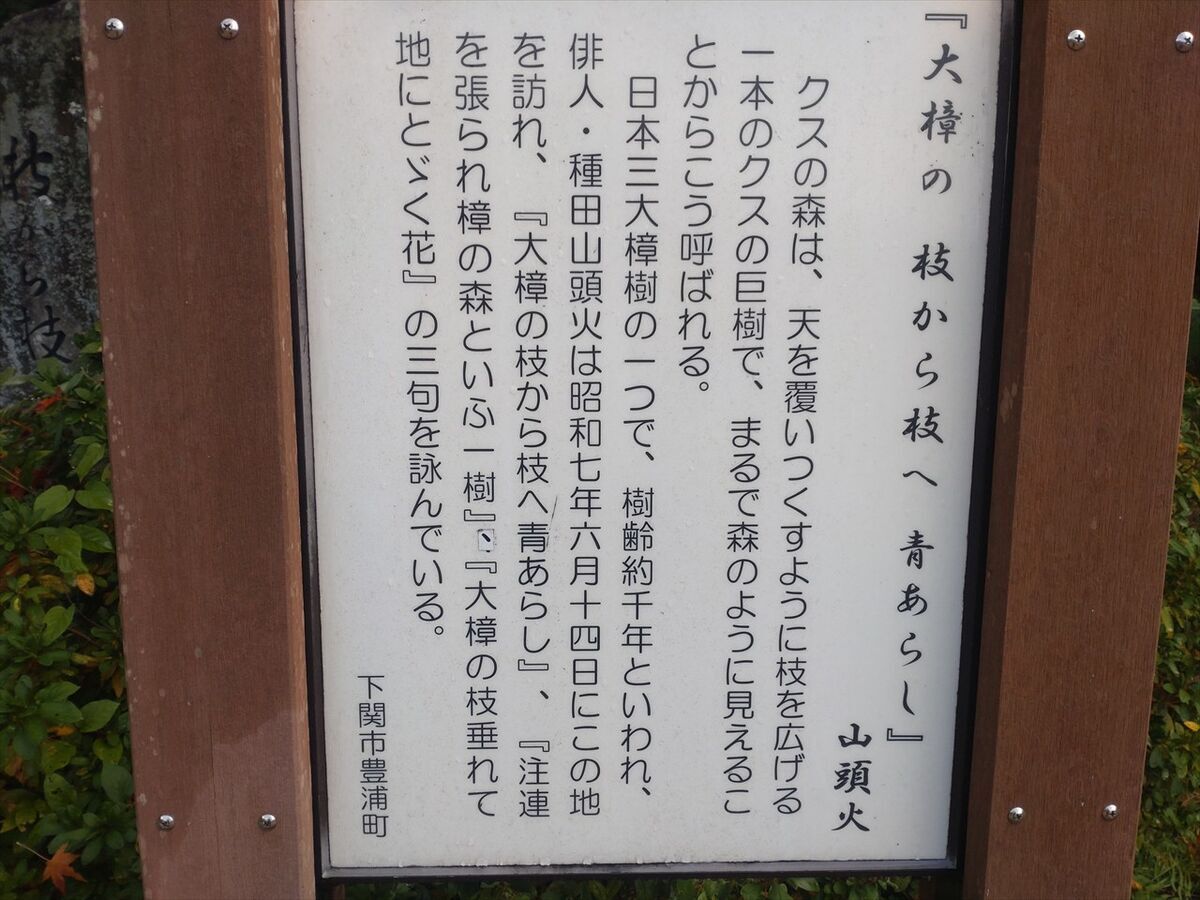 『大樟の 枝から枝へ 青あらし』
山頭火
クスの森は、天を覆いつくすように枝を広げる
一本のクスの巨樹で、まるで森のように見えるこ
とからこう呼ばれる。
日本三大樟樹の一つで、樹齢約千年といわれ、
俳人・種田山頭火は昭和七年六月十四日にこの地
を訪れ、『大樟の枝から枝へ青あらし』、『注連
を張られ樟の森といふ一樹』、『大樟の枝垂れて
地にとゞく花』の三句を詠んでいる。
下関市豊浦町
から枝